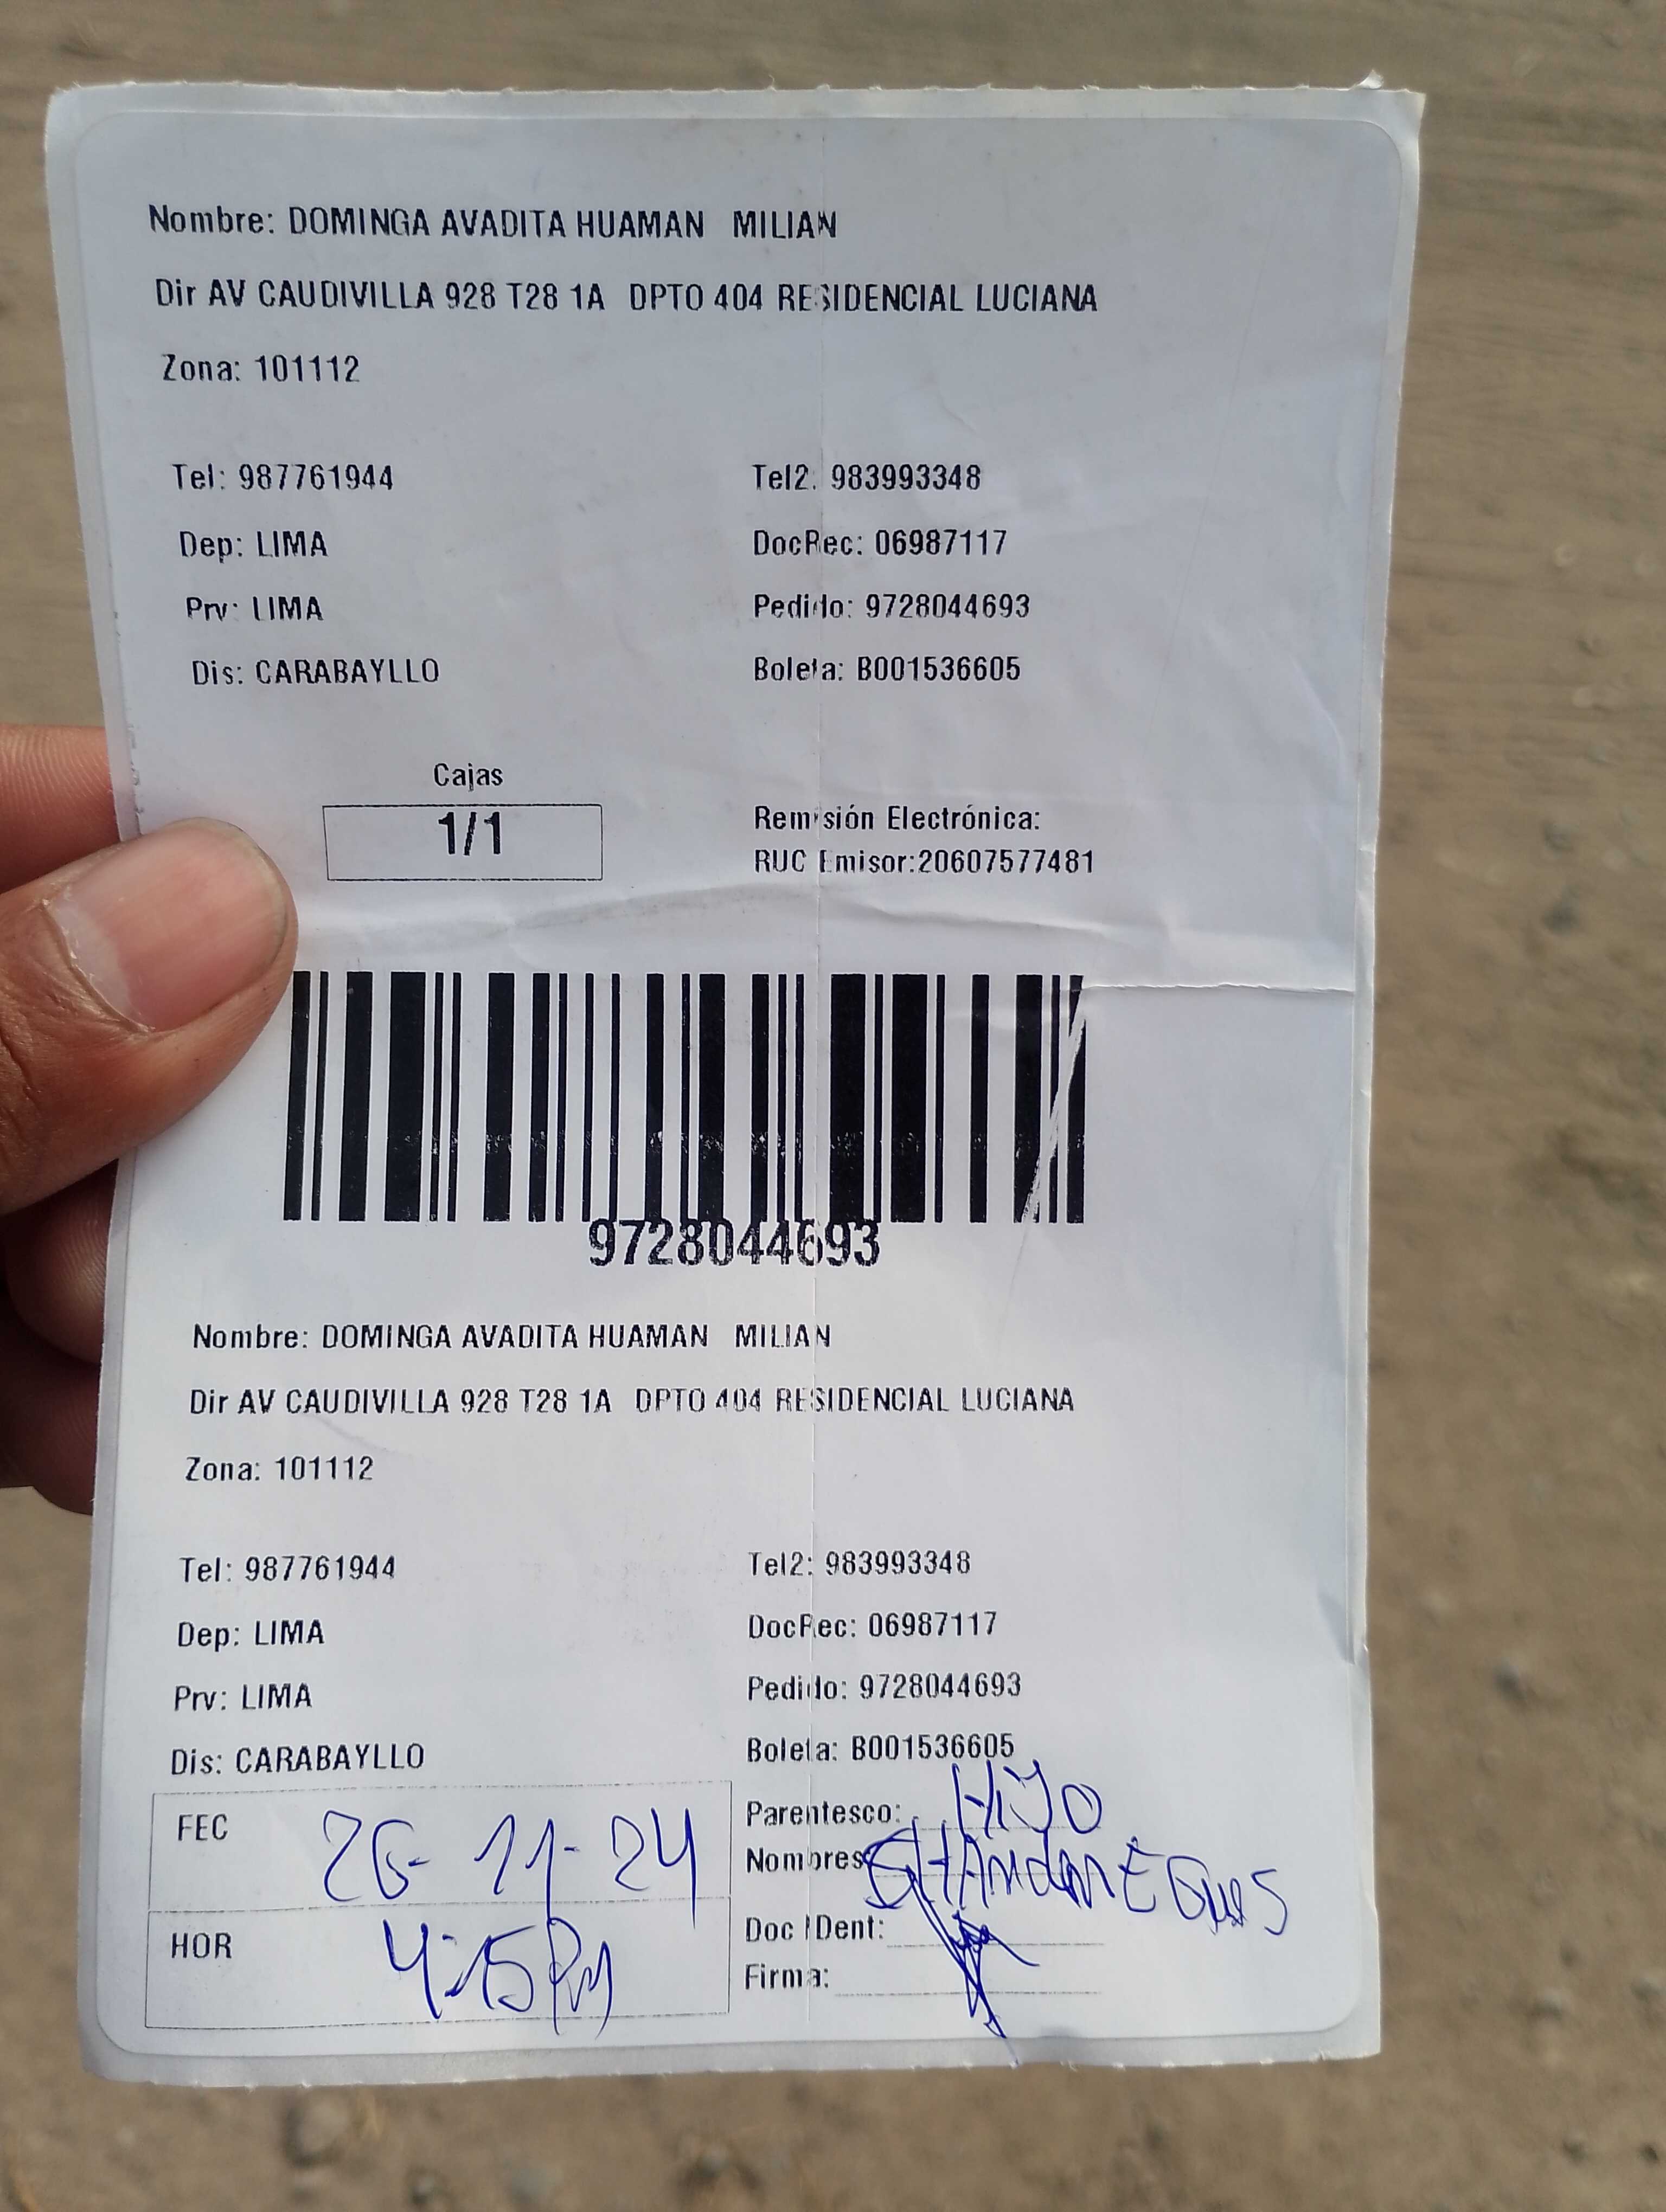 Nombre: DOMINGA AVADITA HUAMAN MILIAN
Dir AV CAUDIVILLA 928 T28 1A DPTO 404 RESIDENCIAL LUCIANA
Zona: 101112
Tel: 987761944 Tel2: 983993348
Dep: LIMA DocRec: 06987117
Prv: LIMA Pedido: 9728044693
Dis: CARABAYLLO Boleta: B001536605
Cajas
1/1
Remisión Electrónica:
RUC Emisor:20607577481
9728044693
Nombre: DOMINGA AVADITA HUAMAN MILIAN
Dir AV CAUDIVILLA 928 T28 1A DPTO 404 RESIDENCIAL LUCIANA
Zona: 101112
Tel: 987761944 Tel2: 983993348
Dep: LIMA DocRec: 06987117
Prv: LIMA Pedido: 9728044693
Dis: CARABAYLLO Boleta: B001536605
FEC 26-11-24
HOR 4:15 Pm
Parentesco: HiJO
Nombres
Doc IDent:
Firma: